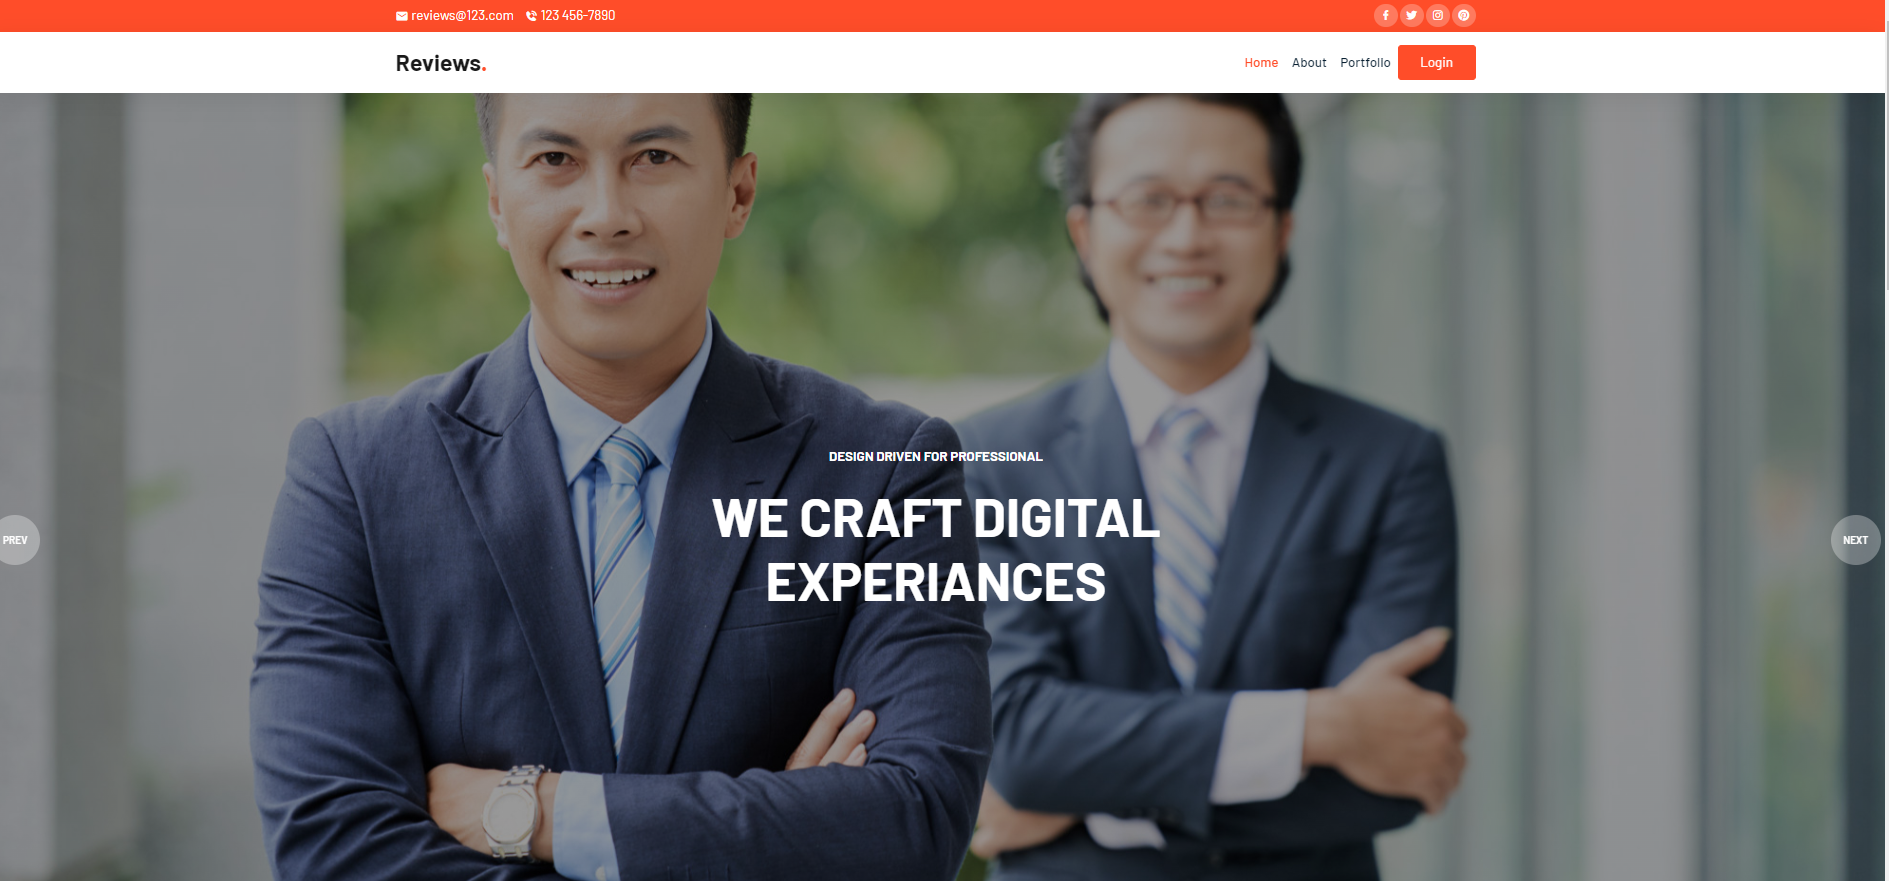 reviews@123.com 123 456-7890
Reviews.
Home About Portfolio Login
DESIGN DRIVEN FOR PROFESSIONAL
WE CRAFT DIGITAL
EXPERIANCES
PREV
NEXT